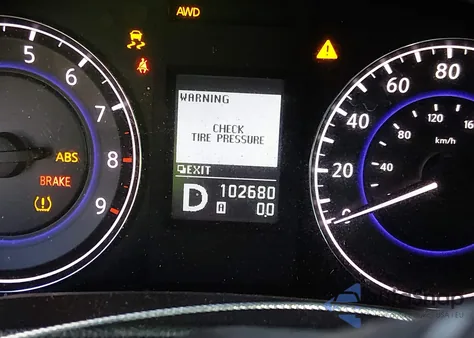 AWD
5
6
7
8
9
ABS
BRAKE
WARNING
CHECK
TIRE PRESSURE
EXIT
D 102680
A 0.0
0
20
40
60
80
40
80
120
km/h